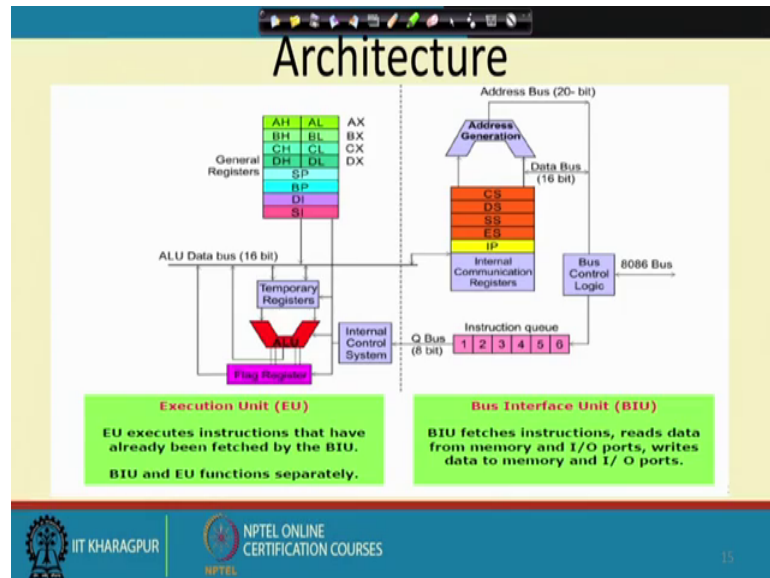 Architecture
Address Bus (20- bit)
AH AL AX
BH BL BX
CH CL CX
DH DL DX
General
Registers
SP
BP
DI
SI
Address
Generation
Data Bus
(16 bit)
CS
DS
SS
ES
IP
Internal
Communication
Registers
Bus
Control
Logic
8086 Bus
ALU Data bus (16 bit)
Temporary
Registers
ALU
Flag Register
Internal
Control
System
Q Bus
(8 bit)
Instruction queue
1 2 3 4 5 6
Execution Unit (EU)
EU executes instructions that have
already been fetched by the BIU.
BIU and EU functions separately.
Bus Interface Unit (BIU)
BIU fetches instructions, reads data
from memory and I/O ports, writes
data to memory and I/ O ports.
IIT KHARAGPUR
NPTEL
NPTEL ONLINE
CERTIFICATION COURSES
15